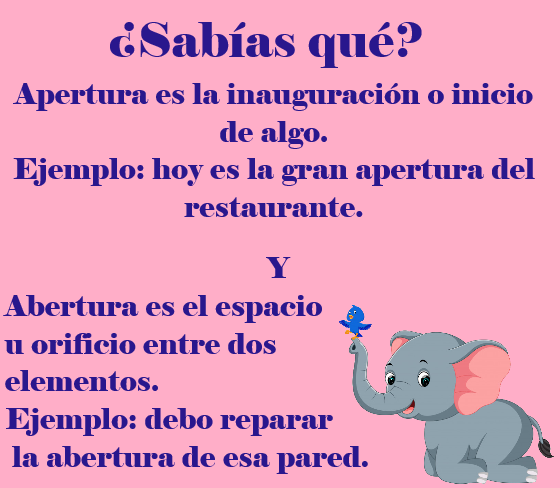 ¿Sabías qué?
Apertura es la inauguración o inicio
de algo.
Ejemplo: hoy es la gran apertura del
restaurante.
Y
Abertura es el espacio
u orificio entre dos
elementos.
Ejemplo: debo reparar
la abertura de esa pared.